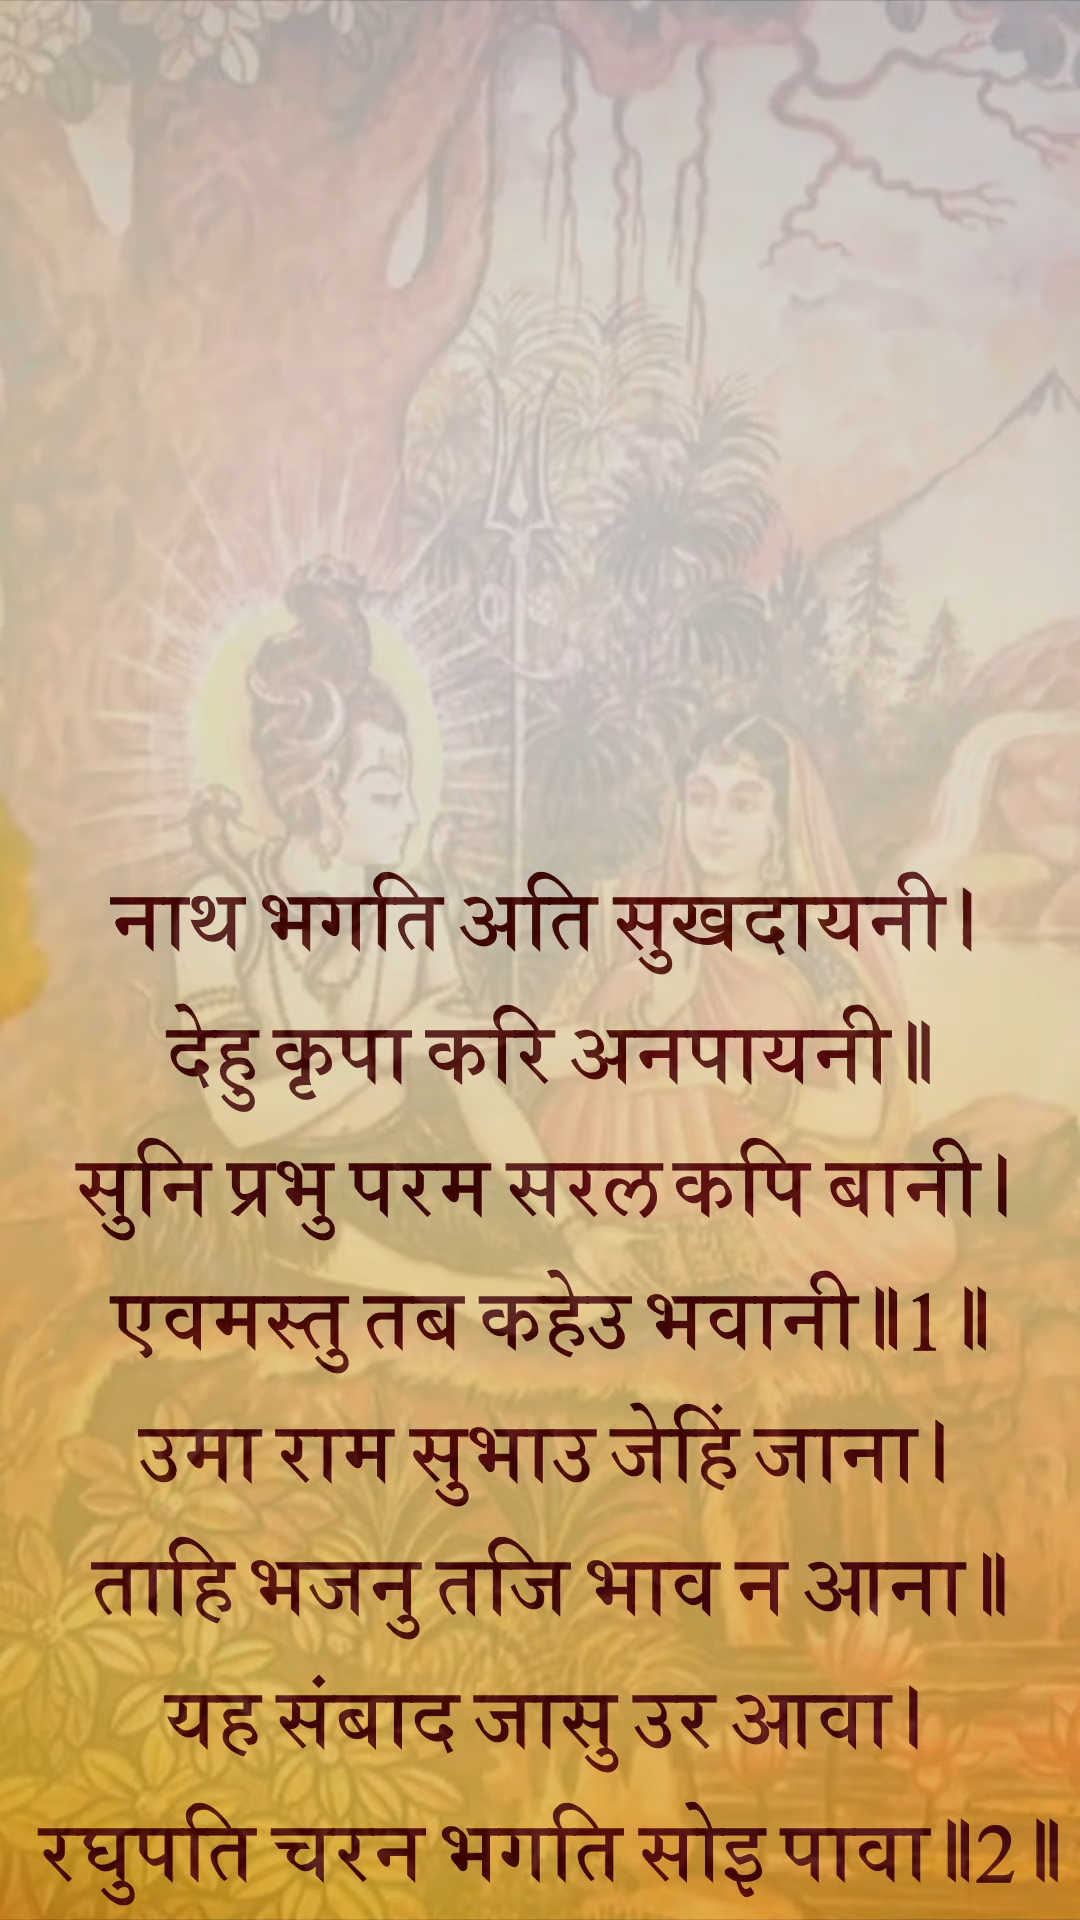 नाथ भगति अति सुखदायनी।
देहु कृपा करि अनपायनी॥
सुनि प्रभु परम सरल कपि बानी।
एवमस्तु तब कहेउ भवानी॥1॥
उमा राम सुभाउ जेहिं जाना।
ताहि भजनु तजि भाव न आना॥
यह संबाद जासु उर आवा।
रघुपति चरन भगति सोइ पावा॥2॥